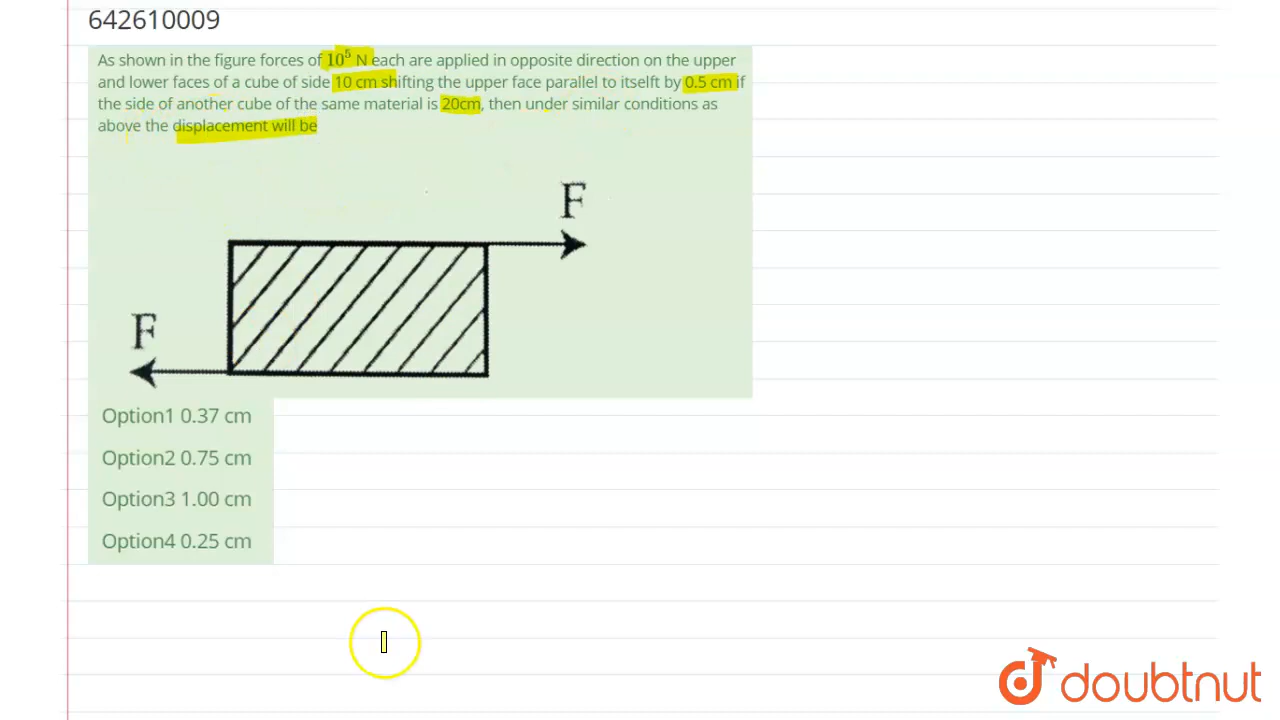 642610009
As shown in the figure forces of 10⁵ N each are applied in opposite direction on the upper
and lower faces of a cube of side 10 cm shifting the upper face parallel to itselft by 0.5 cm if
the side of another cube of the same material is 20cm, then under similar conditions as
above the displacement will be
F
F
Option1 0.37 cm
Option2 0.75 cm
Option3 1.00 cm
Option4 0.25 cm
doubtnut